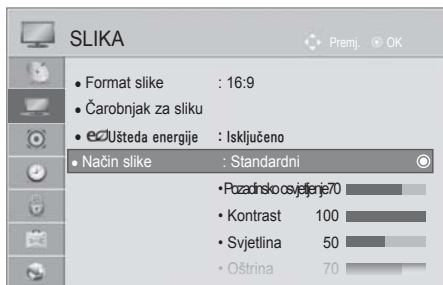 SLIKA
Premj. OK
• Format slike : 16:9
• Čarobnjak za sliku
• eco Ušteda energije : Isključeno
• Način slike : Standardni
• Pozadinsko osvjetljenje 70
• Kontrast 100
• Svjetlina 50
• Oštrina 70